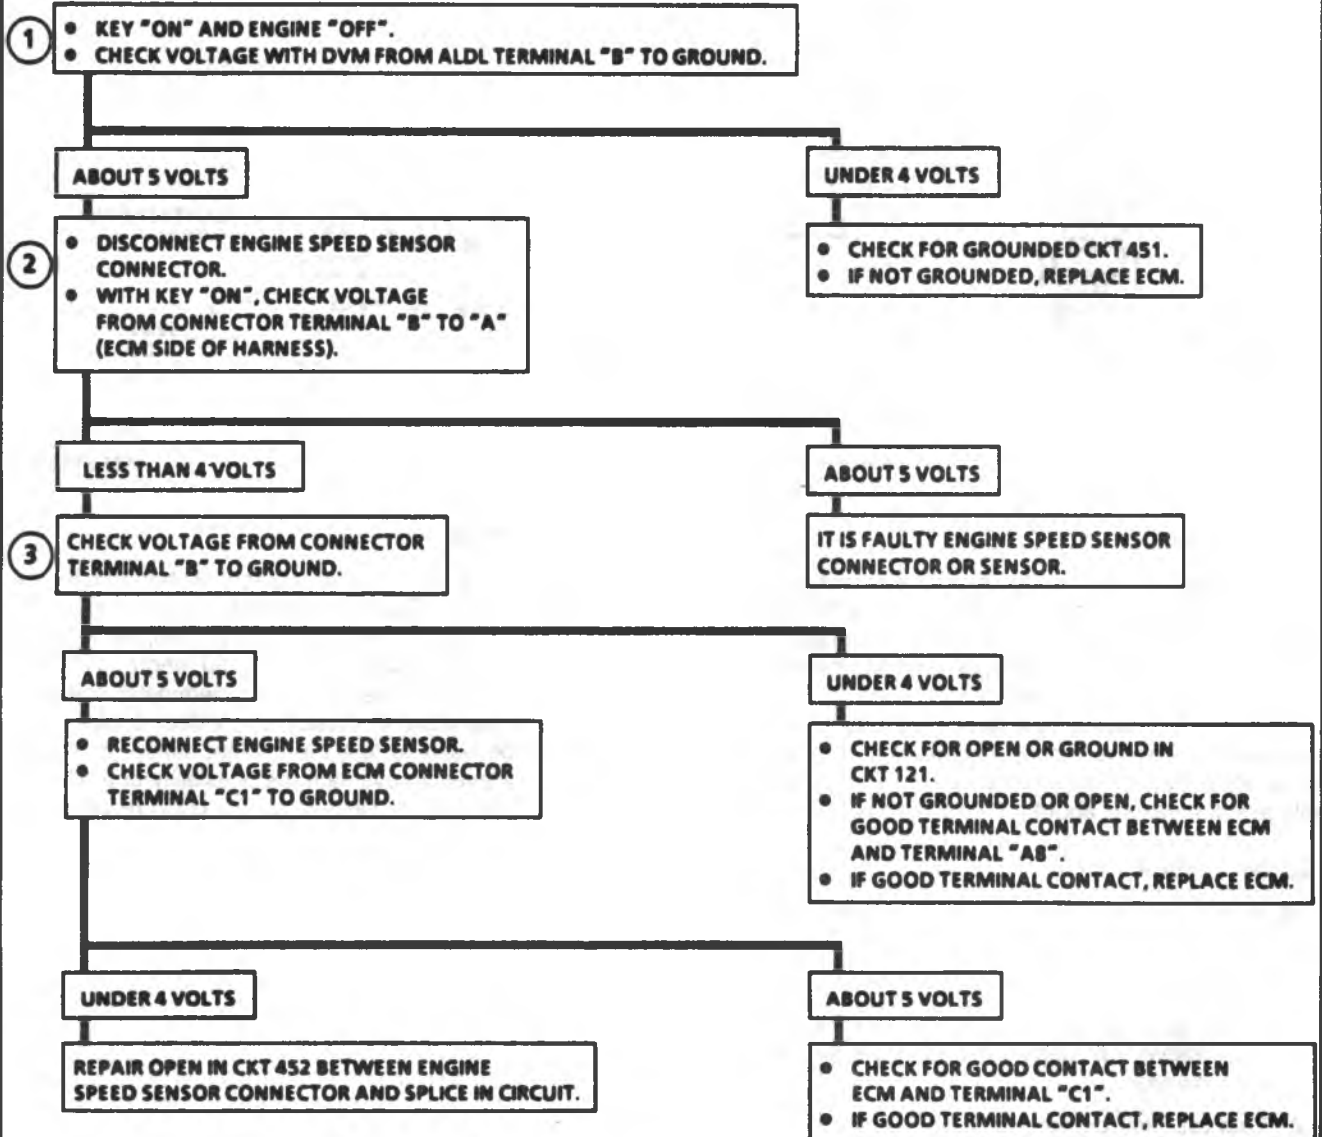 1
• KEY "ON" AND ENGINE "OFF".
• CHECK VOLTAGE WITH DVM FROM ALDL TERMINAL "B" TO GROUND.
ABOUT 5 VOLTS
UNDER 4 VOLTS
2
• DISCONNECT ENGINE SPEED SENSOR
CONNECTOR.
• WITH KEY "ON", CHECK VOLTAGE
FROM CONNECTOR TERMINAL "B" TO "A"
(ECM SIDE OF HARNESS).
• CHECK FOR GROUNDED CKT 451.
• IF NOT GROUNDED, REPLACE ECM.
LESS THAN 4 VOLTS
ABOUT 5 VOLTS
3
CHECK VOLTAGE FROM CONNECTOR
TERMINAL "B" TO GROUND.
IT IS FAULTY ENGINE SPEED SENSOR
CONNECTOR OR SENSOR.
ABOUT 5 VOLTS
UNDER 4 VOLTS
• RECONNECT ENGINE SPEED SENSOR.
• CHECK VOLTAGE FROM ECM CONNECTOR
TERMINAL "C1" TO GROUND.
• CHECK FOR OPEN OR GROUND IN
CKT 121.
• IF NOT GROUNDED OR OPEN, CHECK FOR
GOOD TERMINAL CONTACT BETWEEN ECM
AND TERMINAL "A8".
• IF GOOD TERMINAL CONTACT, REPLACE ECM.
UNDER 4 VOLTS
ABOUT 5 VOLTS
REPAIR OPEN IN CKT 452 BETWEEN ENGINE
SPEED SENSOR CONNECTOR AND SPLICE IN CIRCUIT.
• CHECK FOR GOOD CONTACT BETWEEN
ECM AND TERMINAL "C1".
• IF GOOD TERMINAL CONTACT, REPLACE ECM.